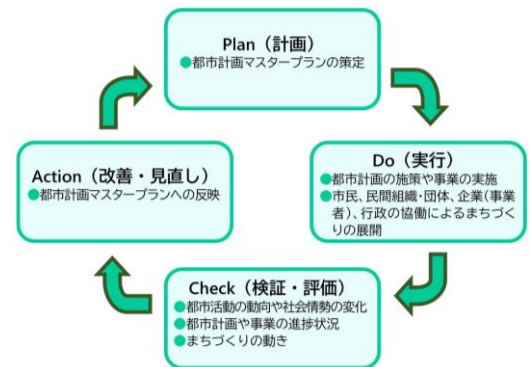 Plan（計画）
●都市計画マスタープランの策定
Do（実行）
●都市計画の施策や事業の実施
●市民、民間組織・団体、企業（事業
者）、行政の協働によるまちづく
りの展開
Check（検証・評価）
●都市活動の動向や社会情勢の変化
●都市計画や事業の進捗状況
●まちづくりの動き
Action（改善・見直し）
●都市計画マスタープランへの反映